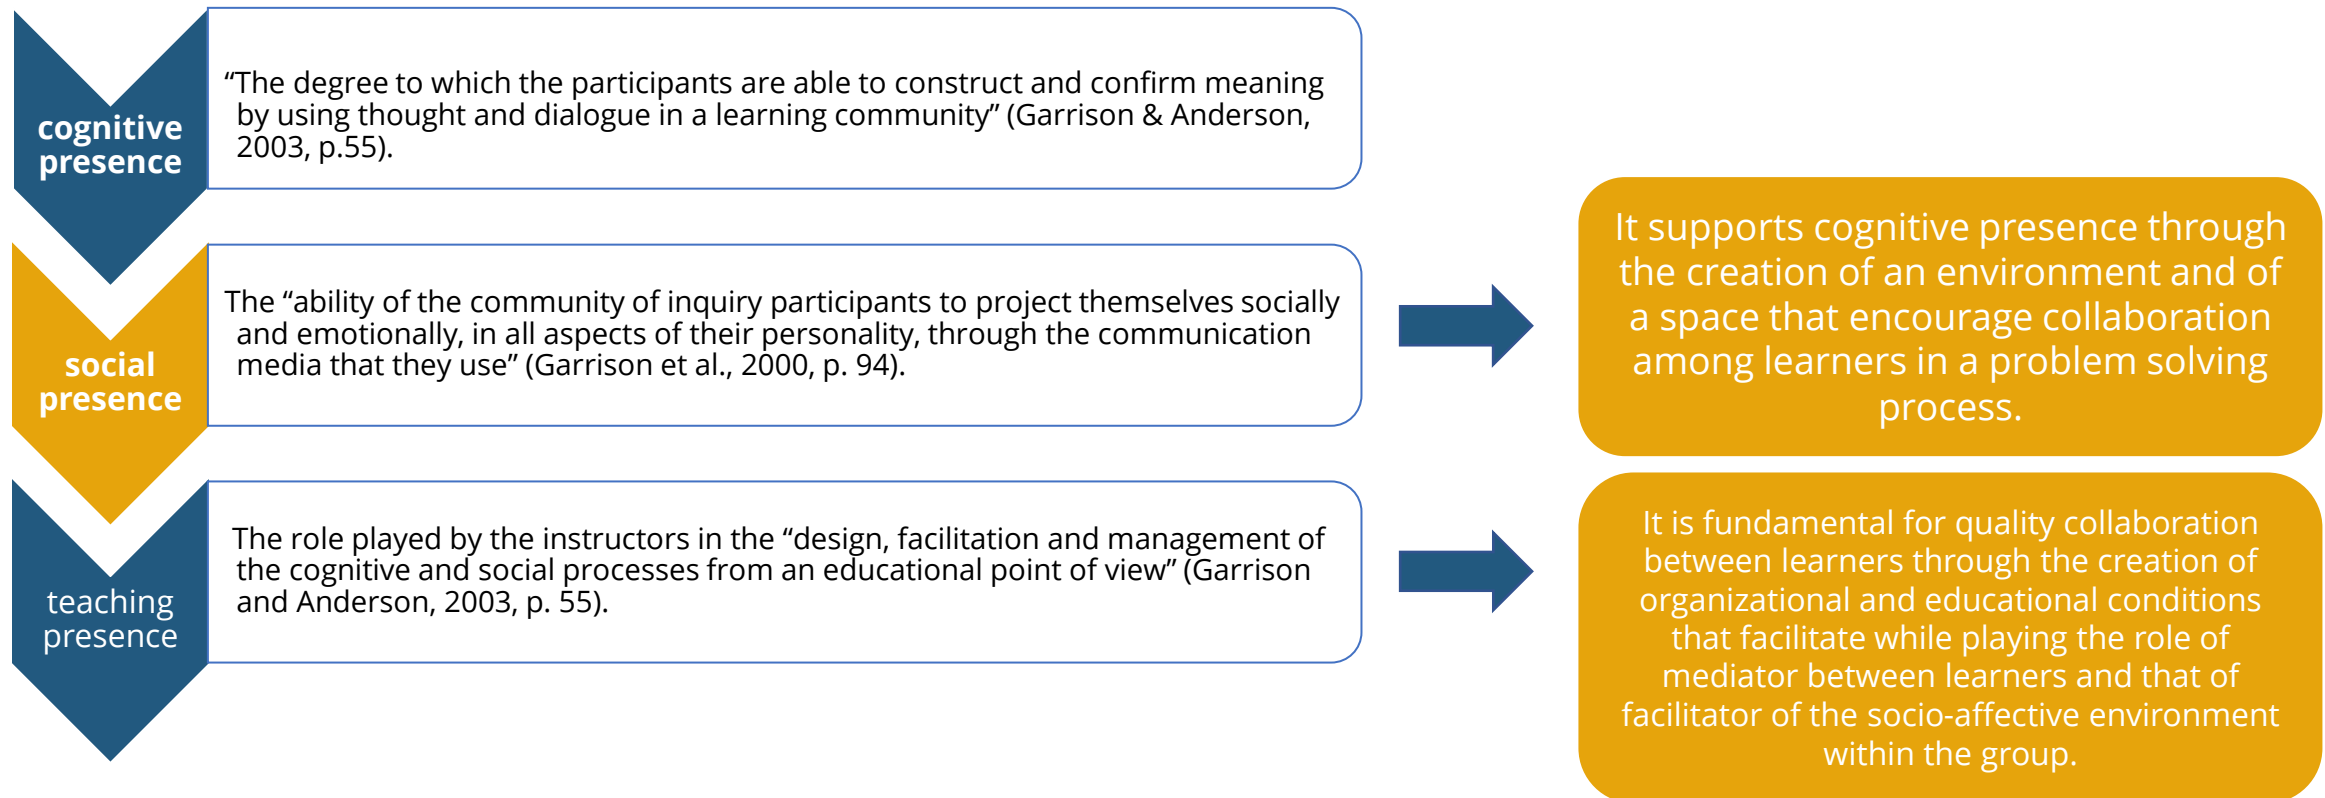 cognitive
presence
“The degree to which the participants are able to construct and confirm meaning
by using thought and dialogue in a learning community” (Garrison & Anderson,
2003, p.55).
social
presence
The “ability of the community of inquiry participants to project themselves socially
and emotionally, in all aspects of their personality, through the communication
media that they use” (Garrison et al., 2000, p. 94).
It supports cognitive presence through
the creation of an environment and of
a space that encourage collaboration
among learners in a problem solving
process.
teaching
presence
The role played by the instructors in the “design, facilitation and management of
the cognitive and social processes from an educational point of view” (Garrison
and Anderson, 2003, p. 55).
It is fundamental for quality collaboration
between learners through the creation of
organizational and educational conditions
that facilitate while playing the role of
mediator between learners and that of
facilitator of the socio-affective environment
within the group.